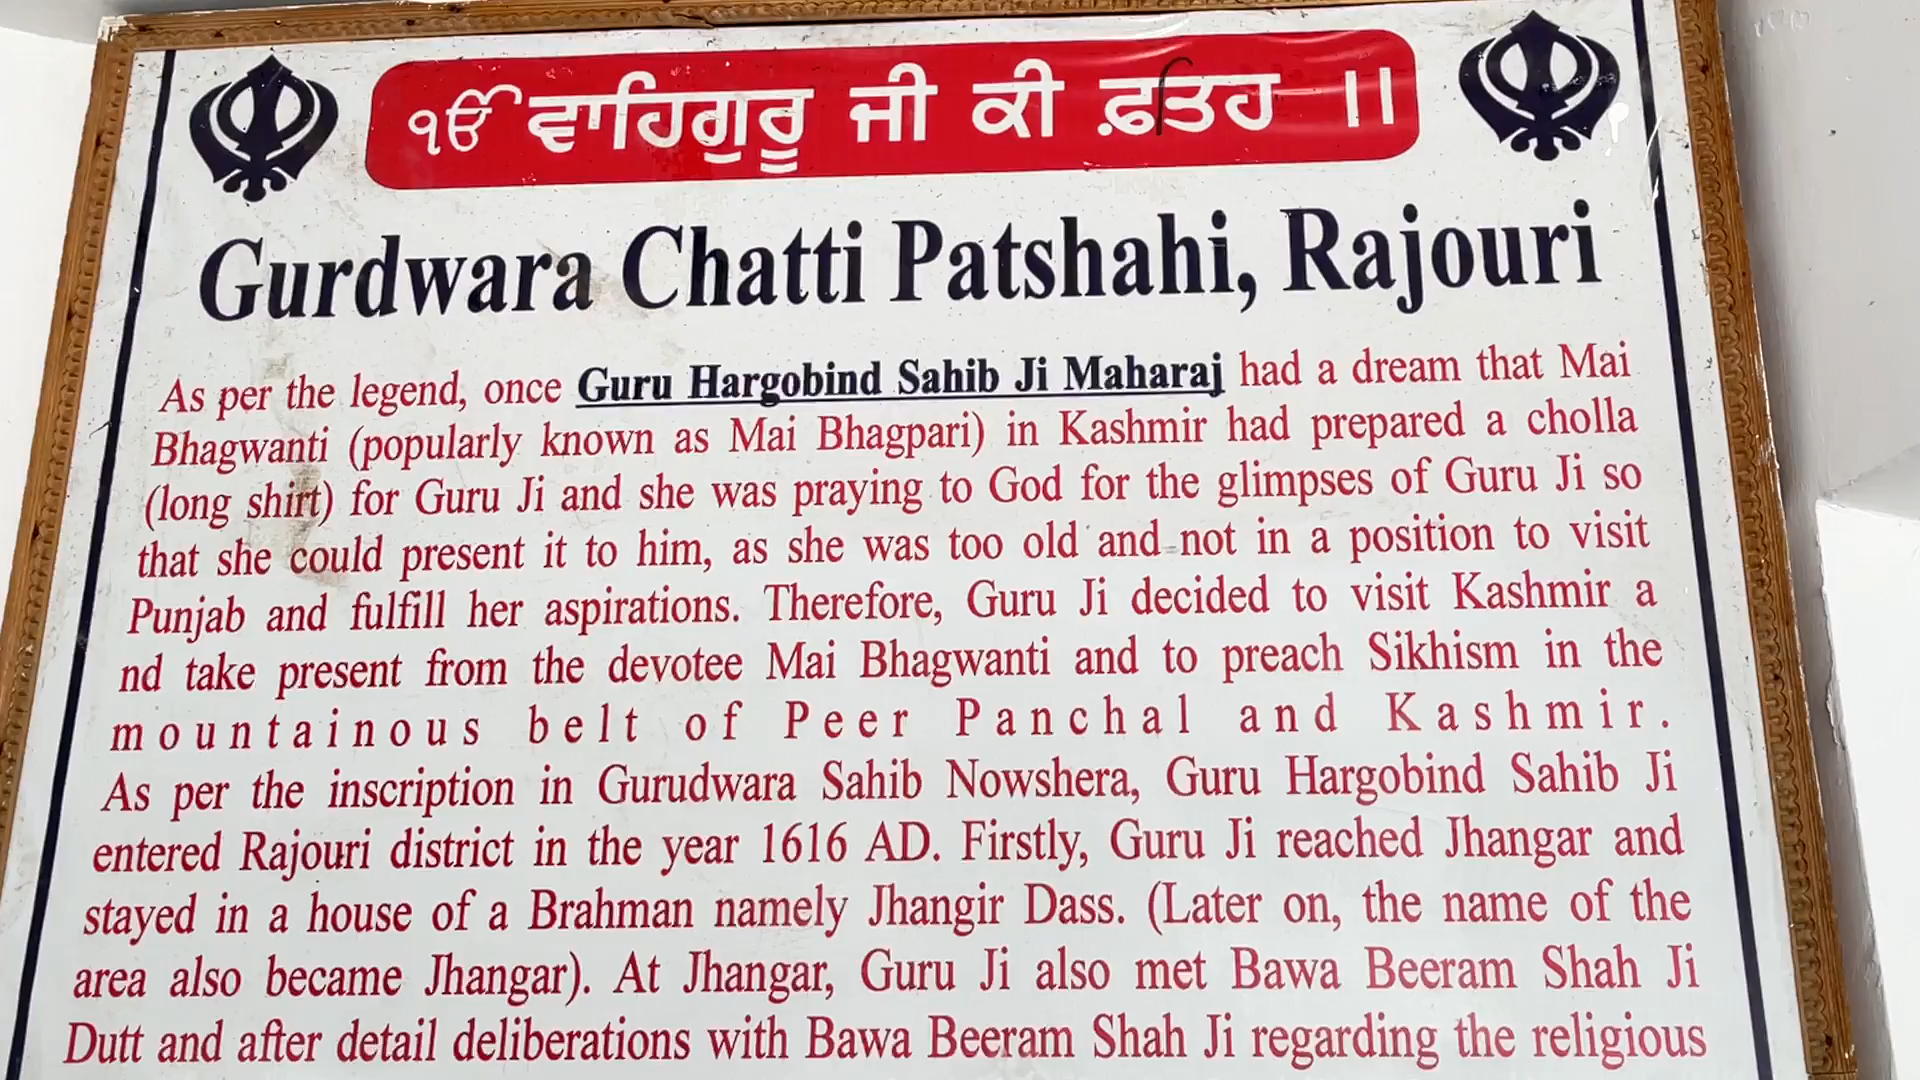 ੴ ਵਾਹਿਗੁਰੂ ਜੀ ਕੀ ਫ਼ਤਹ ॥
Gurdwara Chatti Patshahi, Rajouri
As per the legend, once Guru Hargobind Sahib Ji Maharaj had a dream that Mai
Bhagwanti (popularly known as Mai Bhagpari) in Kashmir had prepared a cholla
(long shirt) for Guru Ji and she was praying to God for the glimpses of Guru Ji so
that she could present it to him, as she was too old and not in a position to visit
Punjab and fulfill her aspirations. Therefore, Guru Ji decided to visit Kashmir a
nd take present from the devotee Mai Bhagwanti and to preach Sikhism in the
mountainous belt of Peer Panchal and Kashmir.
As per the inscription in Gurudwara Sahib Nowshera, Guru Hargobind Sahib Ji
entered Rajouri district in the year 1616 AD. Firstly, Guru Ji reached Jhangar and
stayed in a house of a Brahman namely Jhangir Dass. (Later on, the name of the
area also became Jhangar). At Jhangar, Guru Ji also met Bawa Beeram Shah Ji
Dutt and after detail deliberations with Bawa Beeram Shah Ji regarding the religious